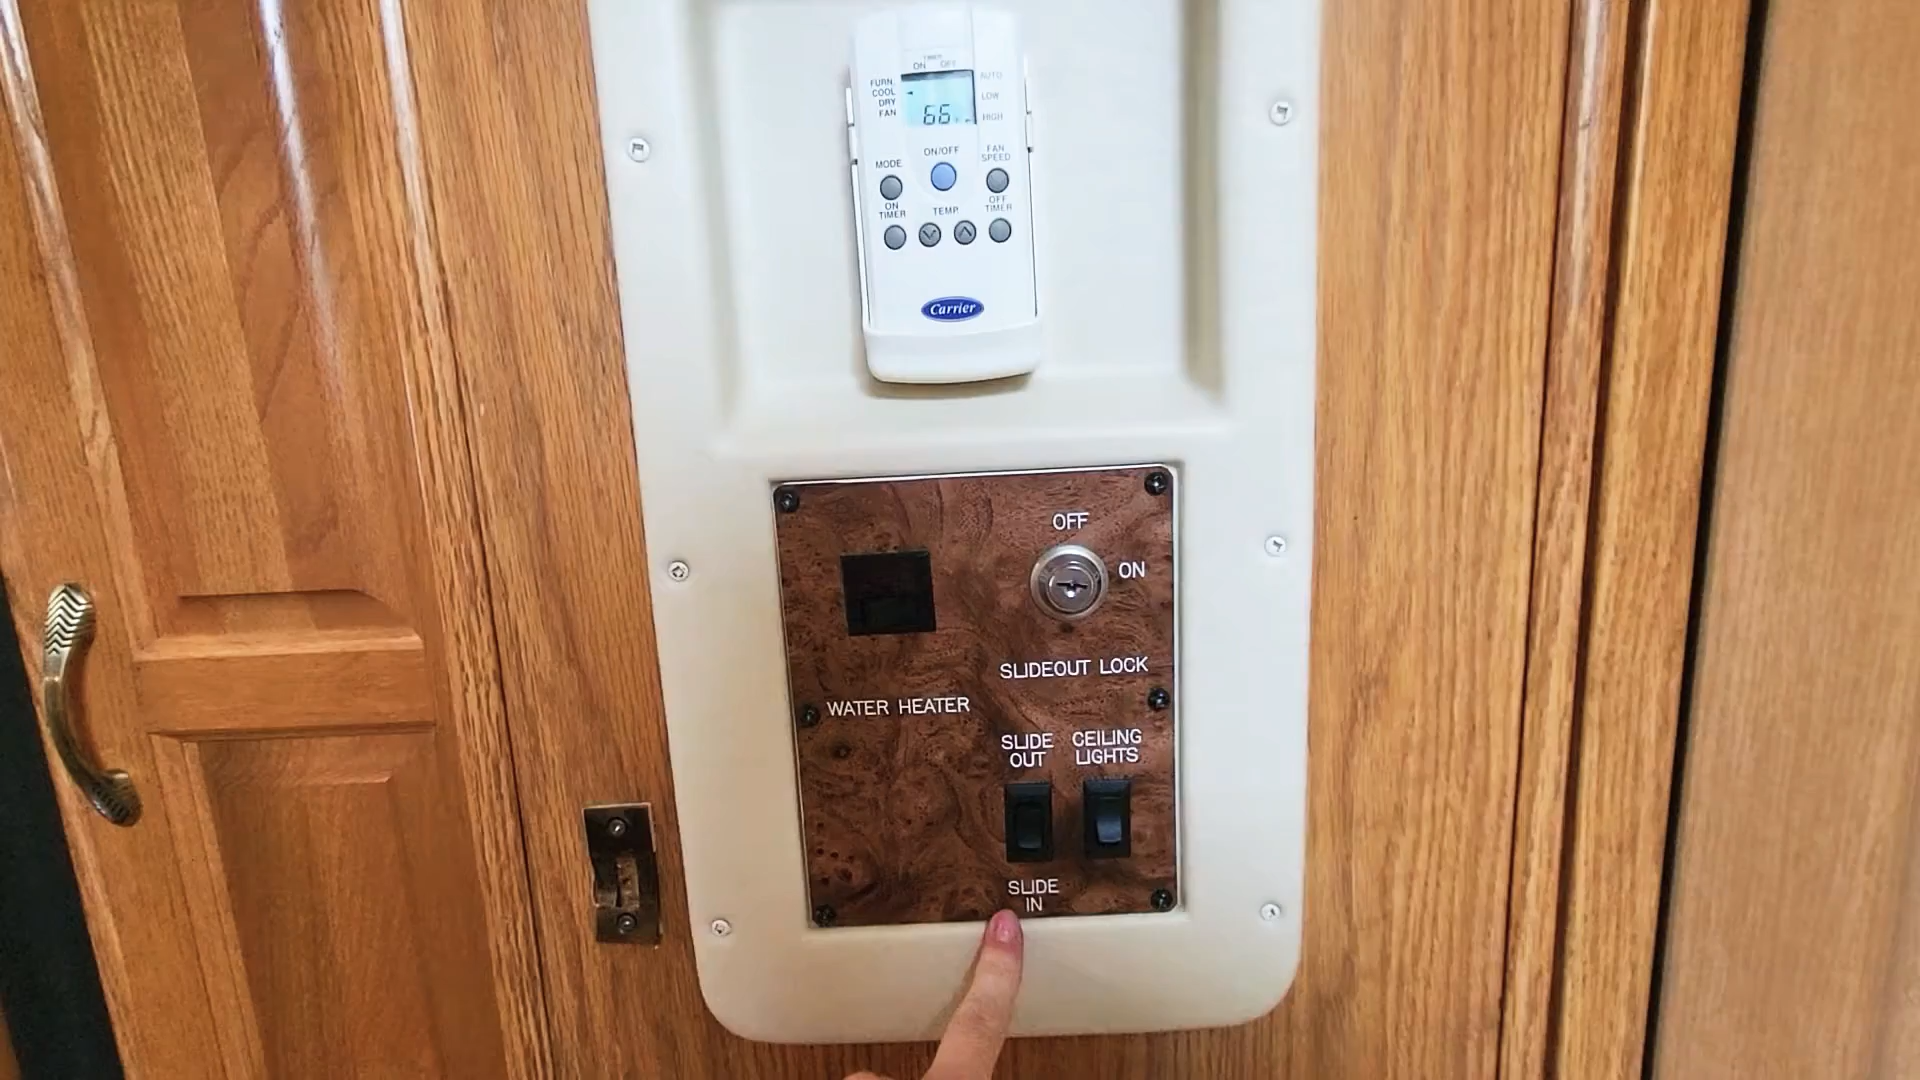 TIMER
ON OFF
FURN.
COOL
DRY
FAN
AUTO
LOW
HIGH
66
MODE
ON/OFF
FAN
SPEED
ON
TIMER
TEMP
OFF
TIMER
Carrier
OFF
ON
SLIDEOUT LOCK
WATER HEATER
SLIDE
OUT
CEILING
LIGHTS
SLIDE
IN